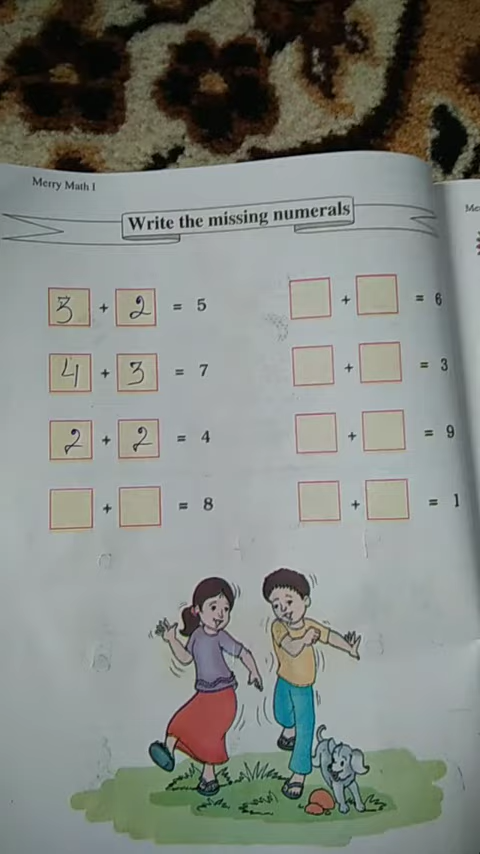 Merry Math 1
Write the missing numerals
3 + 2 = 5
+ = 6
4 + 3 = 7
+ = 3
2 + 2 = 4
+ = 9
+ = 8
+ = 1